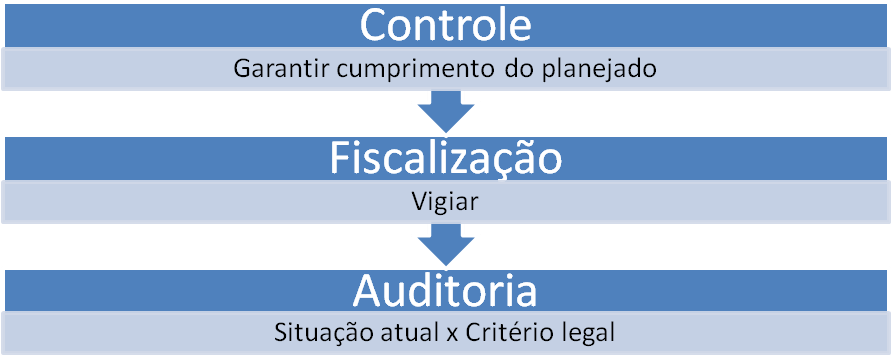 Controle
Garantir cumprimento do planejado
Fiscalização
Vigiar
Auditoria
Situação atual x Critério legal